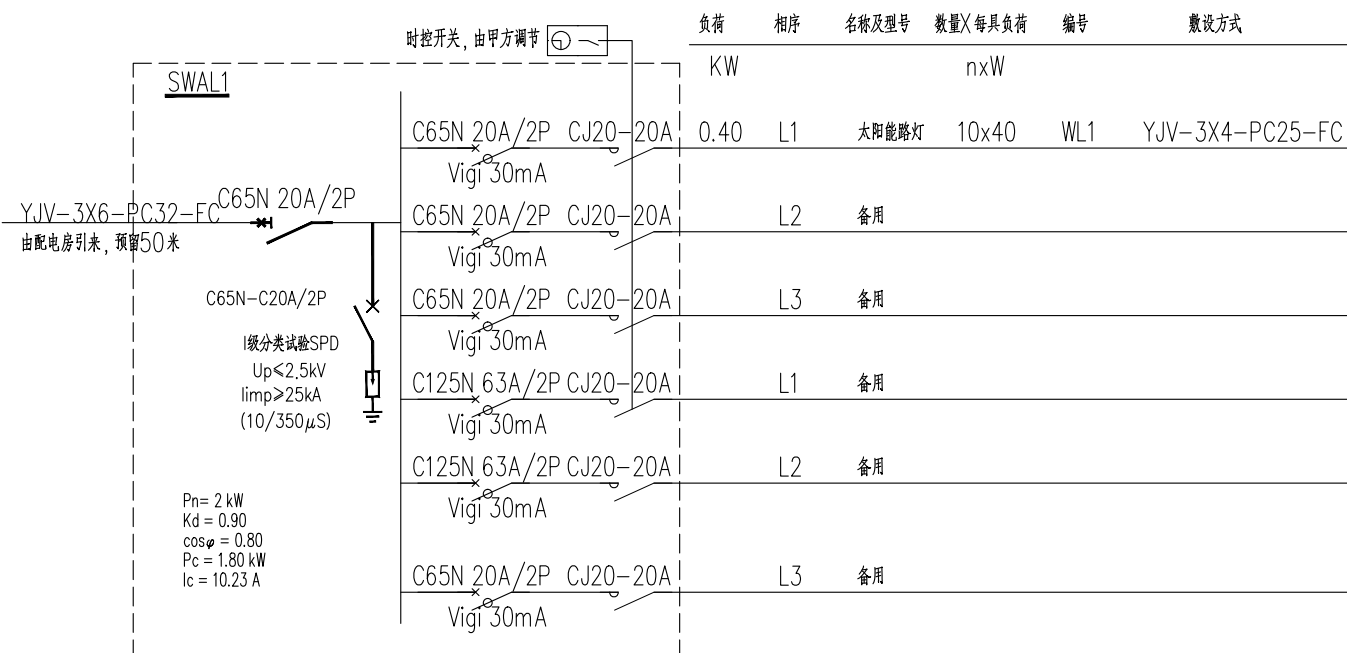 负荷 相序 名称及型号 数量X每具负荷 编号 敷设方式
时控开关, 由甲方调节
KW nxW
SWAL1
C65N 20A/2P CJ20-20A 0.40 L1 太阳能路灯 10x40 WL1 YJV-3X4-PC25-FC
Vigi 30mA
YJV-3X6-PC32-FC C65N 20A/2P
由配电房引来, 预留50米
C65N 20A/2P CJ20-20A L2 备用
Vigi 30mA
C65N-C20A/2P
C65N 20A/2P CJ20-20A L3 备用
Vigi 30mA
I级分类试验SPD
Up≤2.5kV
Iimp≥25kA
(10/350μS)
C125N 63A/2P CJ20-20A L1 备用
Vigi 30mA
C125N 63A/2P CJ20-20A L2 备用
Vigi 30mA
Pn= 2 kW
Kd = 0.90
cosφ = 0.80
Pc = 1.80 kW
Ic = 10.23 A
C65N 20A/2P CJ20-20A L3 备用
Vigi 30mA